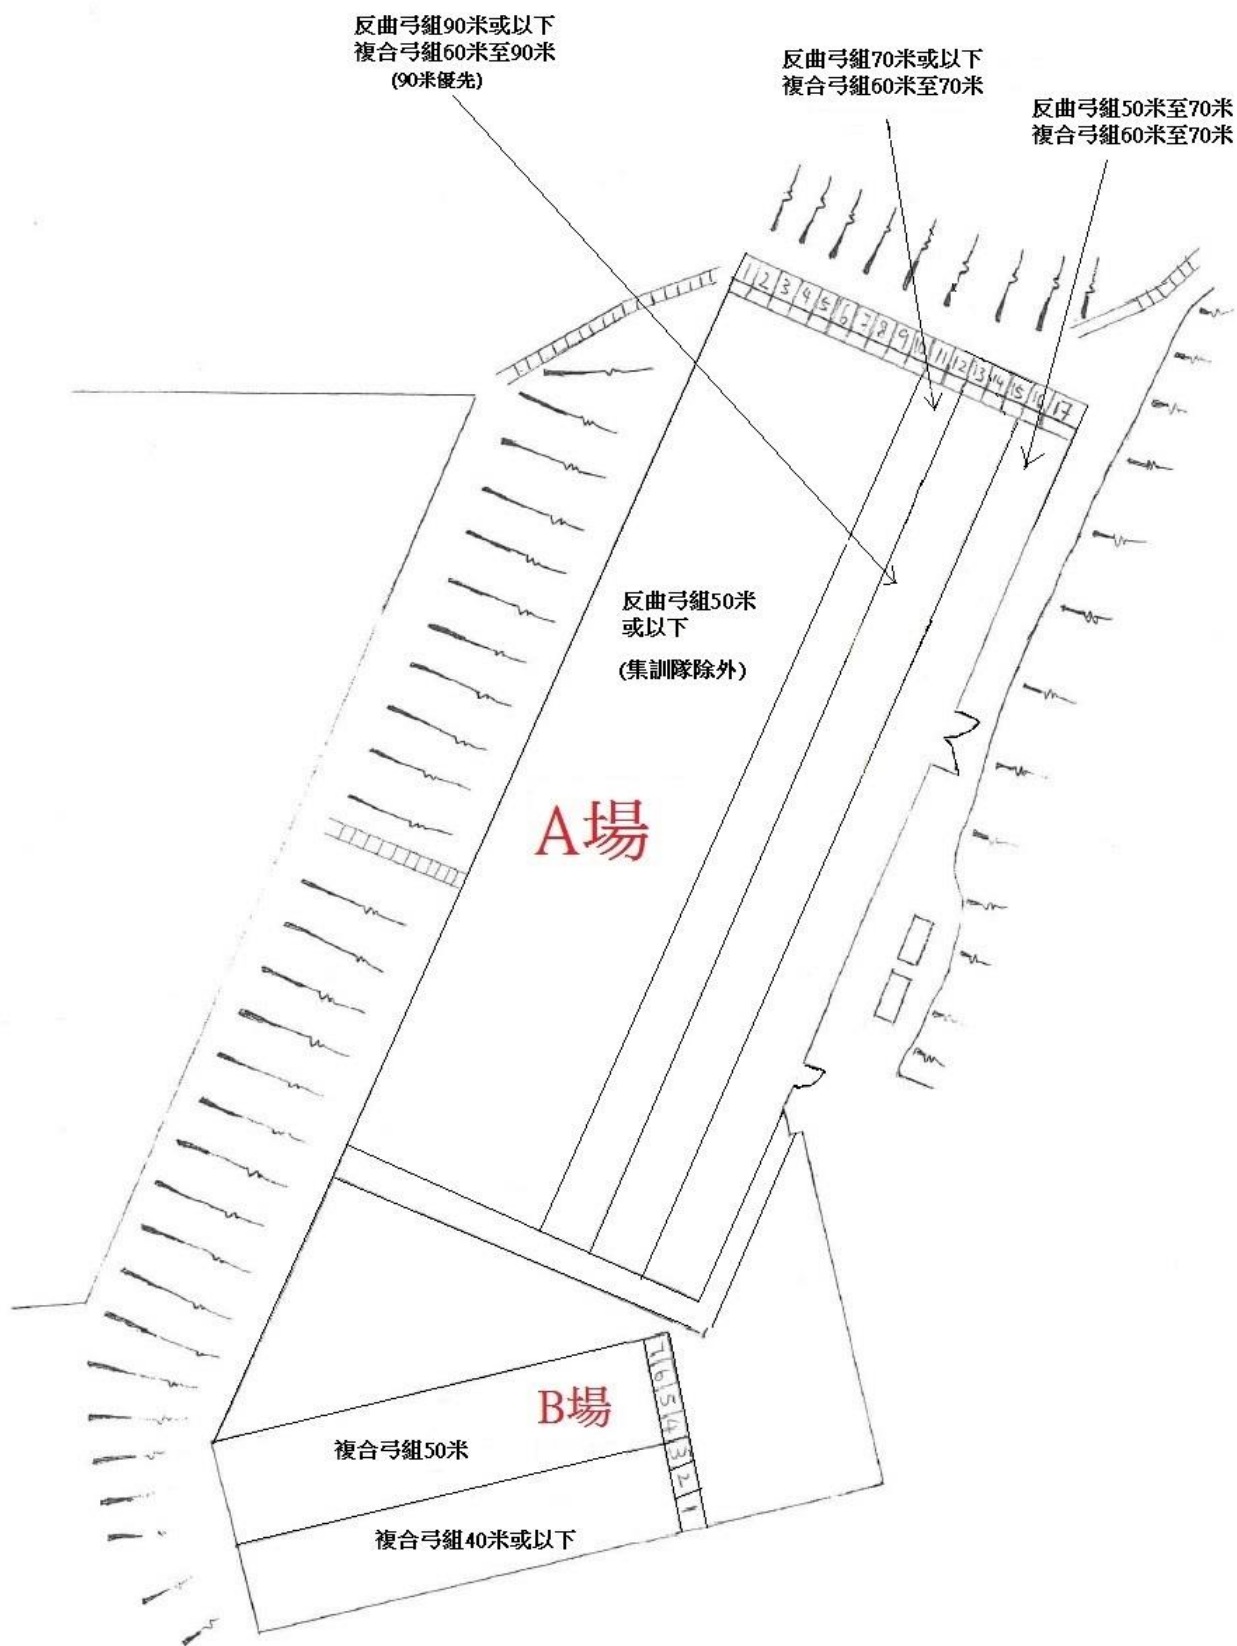 反曲弓組90米或以下
複合弓組60米至90米
(90米優先)
反曲弓組70米或以下
複合弓組60米至70米
反曲弓組50米至70米
複合弓組60米至70米
1 2 3 4 5 6 7 8 9 10 11 12 13 14 15 16 17
反曲弓組50米
或以下
(集訓隊除外)
A場
7
6
5
4
3
2
1
B場
複合弓組50米
複合弓組40米或以下